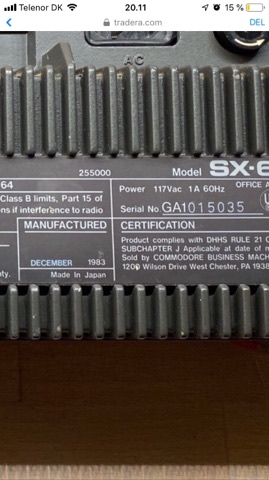 Telenor DK
20.11
15 %
tradera.com
DEL
AC
255000
Model SX-6
64
Power 117Vac 1A 60Hz
OFFICE A
Class B limits, Part 15 of
ns if interference to radio
Serial No GA1015035
MANUFACTURED
CERTIFICATION
Product complies with DHHS RULE 21 C
SUBCHAPTER J Applicable at date of m
DECEMBER 1983
Sold by COMMODORE BUSINESS MACH
nty.
Made In Japan
1200 Wilson Drive West Chester, PA 1938